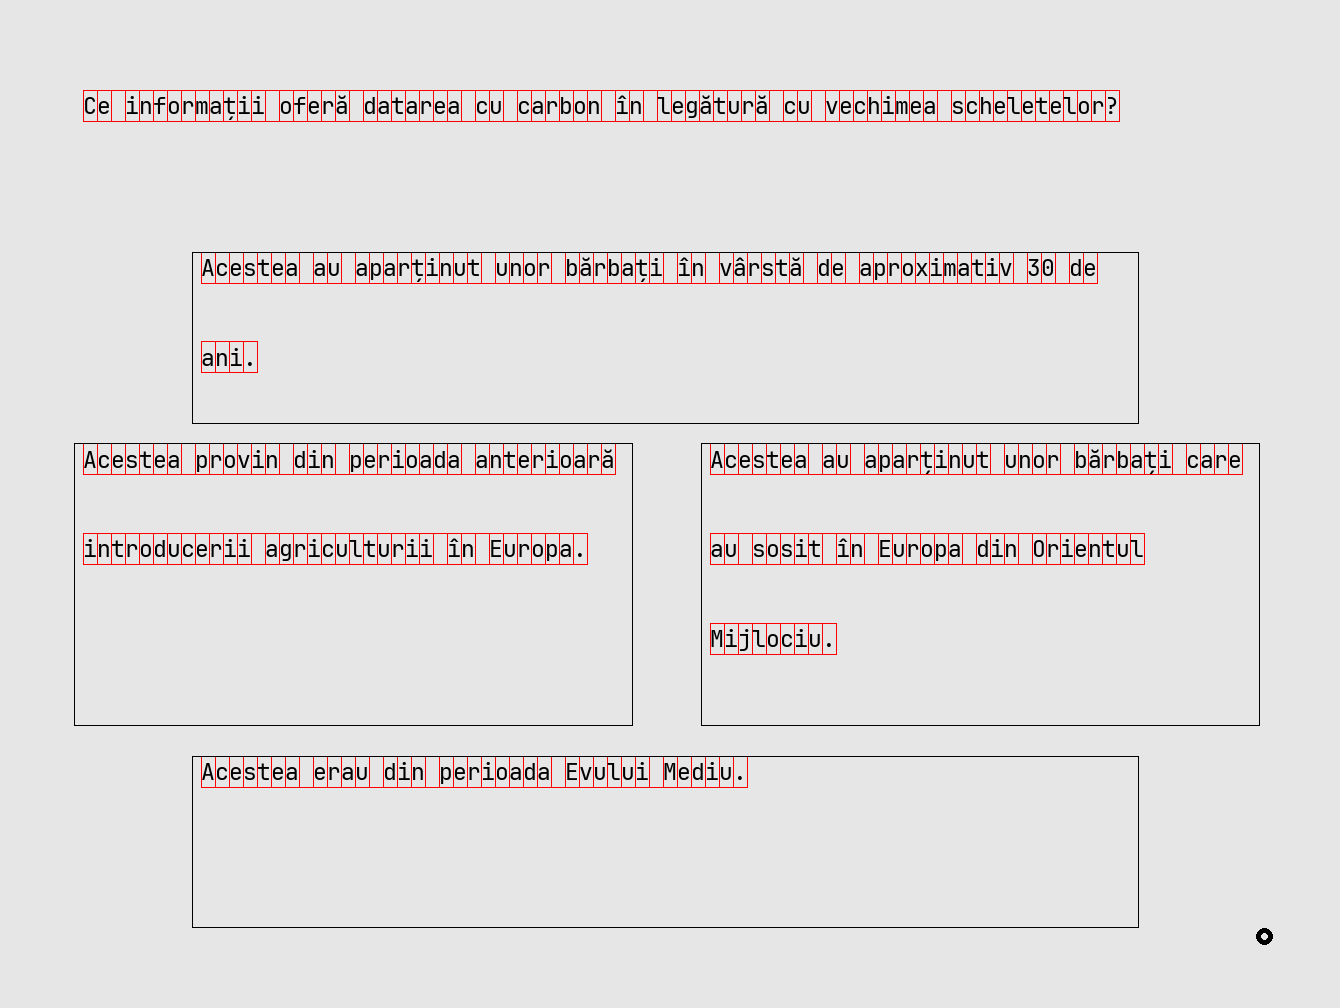 Ce informații oferă datarea cu carbon în legătură cu vechimea scheletelor?
Acestea au aparținut unor bărbați în vârstă de aproximativ 30 de
ani.
Acestea provin din perioada anterioară
introducerii agriculturii în Europa.
Acestea au aparținut unor bărbați care
au sosit în Europa din Orientul
Mijlociu.
Acestea erau din perioada Evului Mediu.